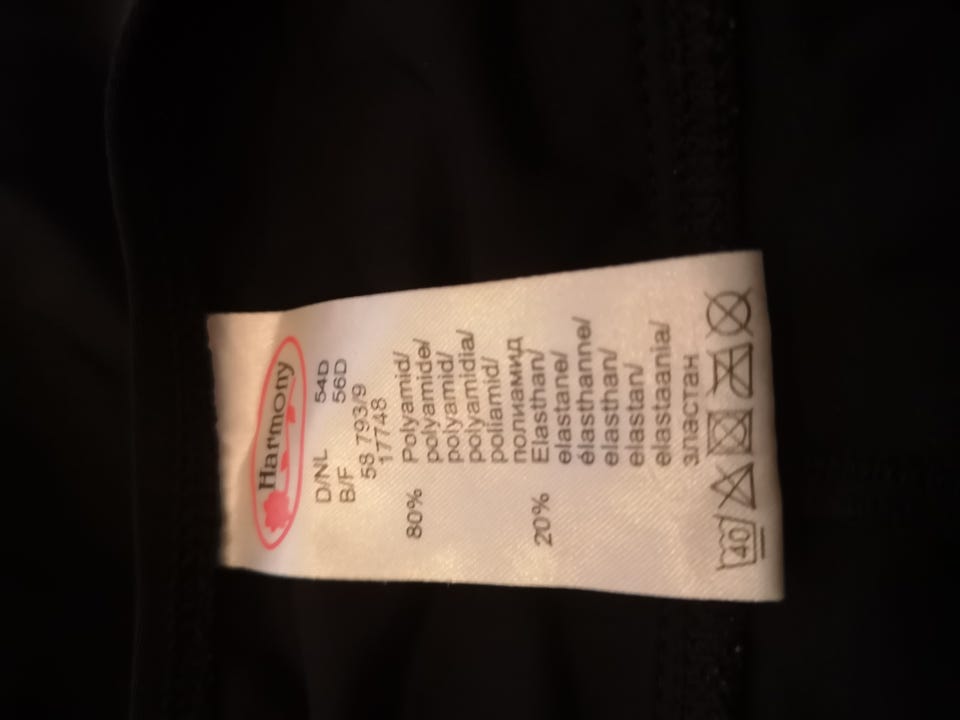 Harmony
D/NL 54D
B/F 56D
58 793/9
17748
80% Polyamid/
polyamide/
polyamid/
polyamidia/
poliamid/
полиамид
20% Elasthan/
elastane/
élasthanne/
elasthan/
elastan/
elastaania/
эластан
40